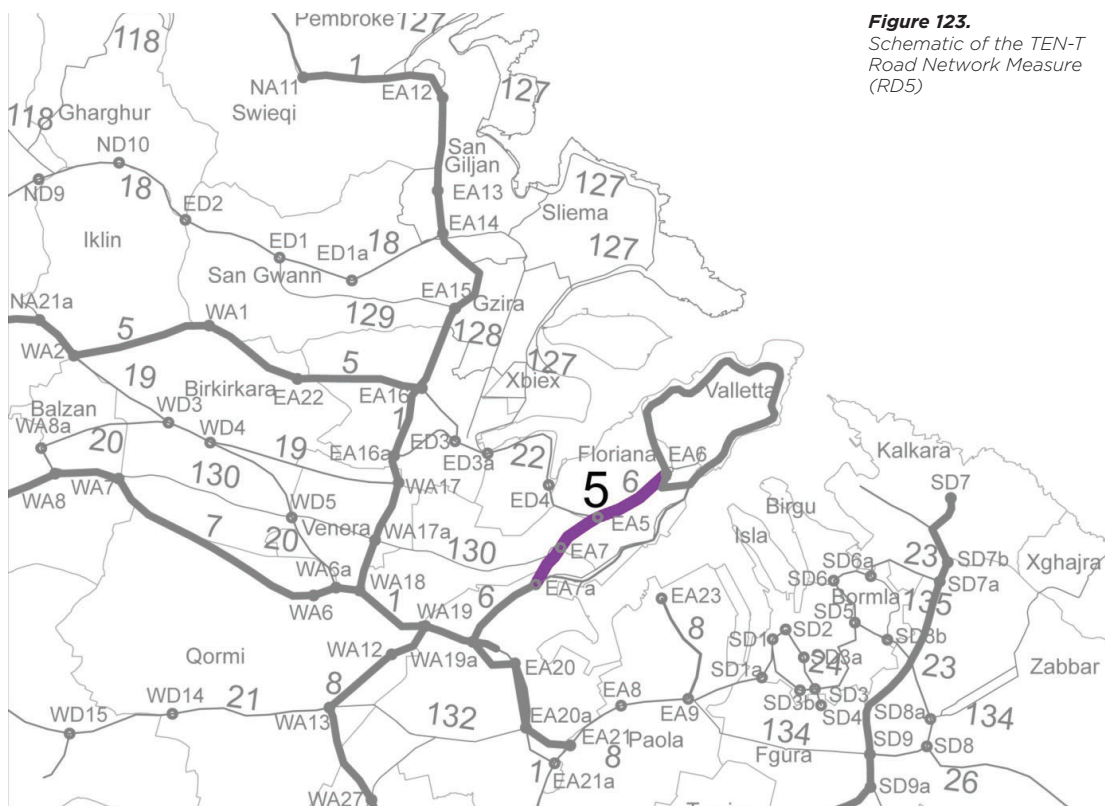 Figure 123.
Schematic of the TEN-T
Road Network Measure
(RD5)
Pembroke
127
118
1
NA11
EA12
Swieqi
127
118
Gharghur
ND10
San
Giljan
ND9
18
EA13
127
Sliema
ED2
EA14
Iklin
ED1
ED1a
18
127
San Gwann
NA21a
EA15
Gzira
WA1
129
128
5
WA2
5
127
19
Birkirkara
EA22
EA16
Xbiex
Valletta
Balzan
WD3
1
WA8a
WD4
ED3
20
19
EA16a
ED3a
22
Floriana
EA6
Kalkara
130
WA17
6
WA8
WA7
ED4
5
SD7
WD5
EA5
Birgu
Venera
WA17a
Isla
7
20
130
EA7
SD6a
23
SD7b
Xghajra
WA6a
SD6
SD7a
WA18
EA7a
Bormla
WA6
1
6
EA23
SD5
135
WA19
8
SD2
SD1
SD3b
Qormi
WA12
WA19a
SD3a
23
EA20
24
Zabbar
SD1a
8
EA8
SD3
WD14
21
EA9
SD3b
SD4
SD8a
WA13
132
EA20a
134
WD15
EA21
Paola
134
SD9
SD8
8
Fgura
1
EA21a
26
SD9a
WA27